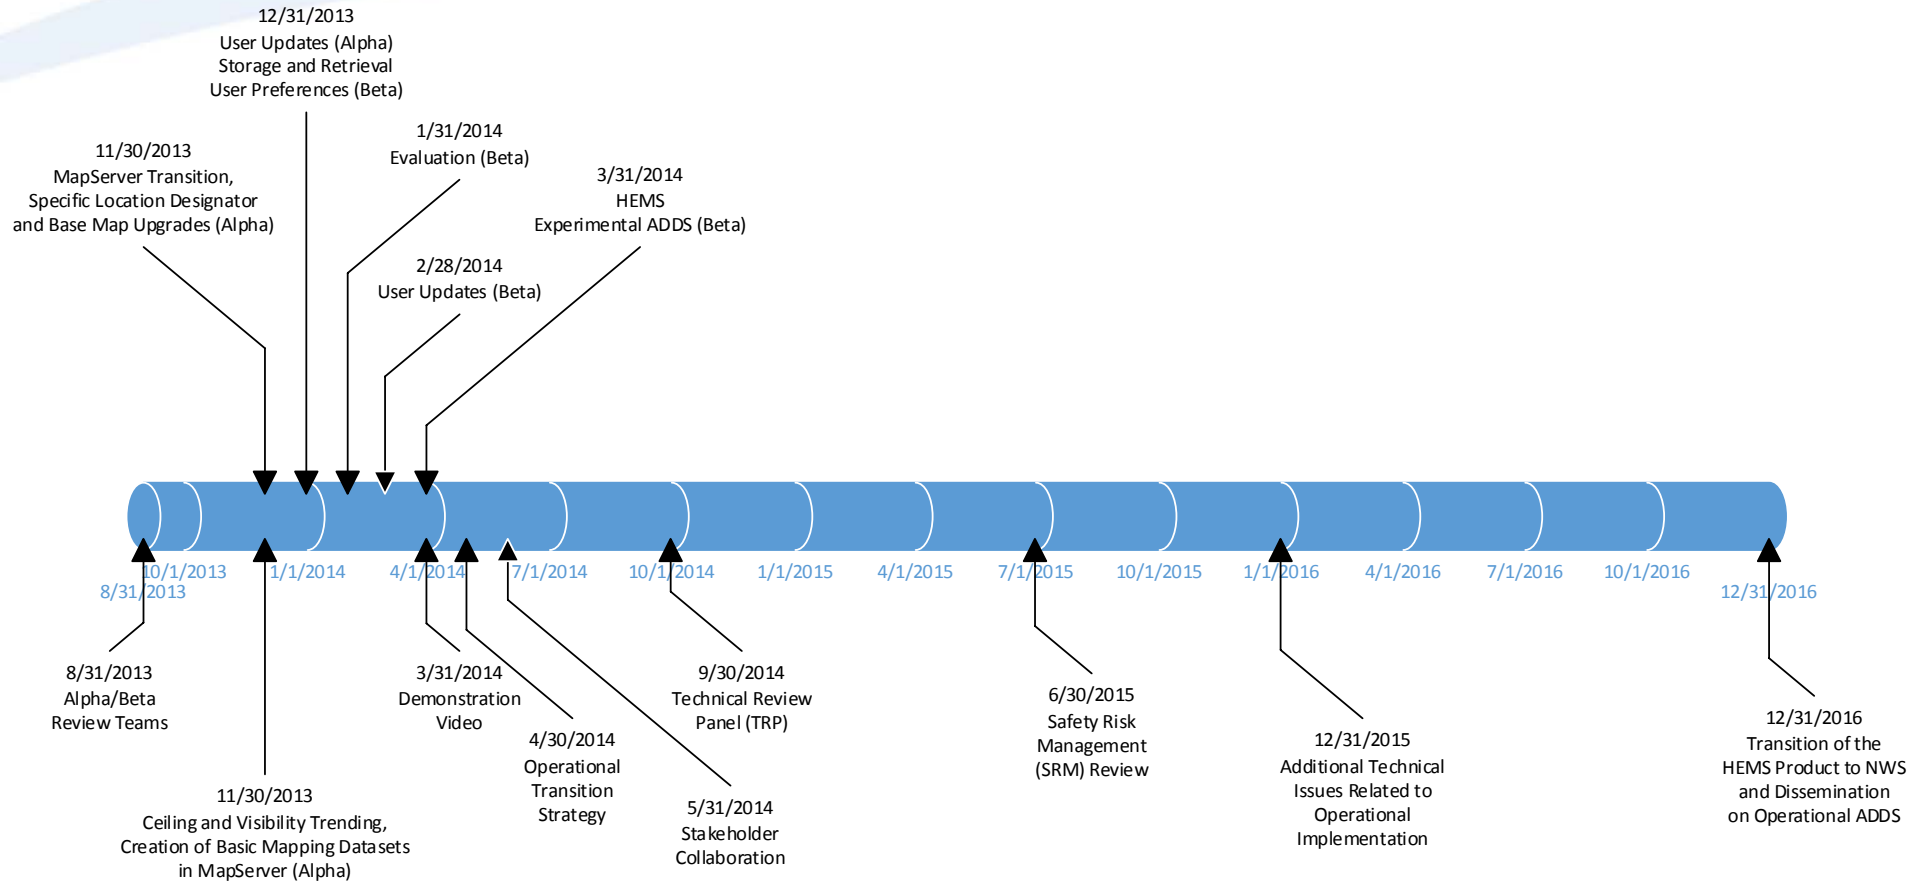 12/31/2013
User Updates (Alpha)
Storage and Retrieval
User Preferences (Beta)
1/31/2014
Evaluation (Beta)
11/30/2013
MapServer Transition,
Specific Location Designator
and Base Map Upgrades (Alpha)
3/31/2014
HEMS
Experimental ADDS (Beta)
2/28/2014
User Updates (Beta)
10/1/2013
1/1/2014
4/1/2014
7/1/2014
10/1/2014
1/1/2015
4/1/2015
7/1/2015
10/1/2015
1/1/2016
4/1/2016
7/1/2016
10/1/2016
8/31/2013
12/31/2016
8/31/2013
Alpha/Beta
Review Teams
11/30/2013
Ceiling and Visibility Trending,
Creation of Basic Mapping Datasets
in MapServer (Alpha)
3/31/2014
Demonstration
Video
4/30/2014
Operational
Transition
Strategy
5/31/2014
Stakeholder
Collaboration
9/30/2014
Technical Review
Panel (TRP)
6/30/2015
Safety Risk
Management
(SRM) Review
12/31/2015
Additional Technical
Issues Related to
Operational
Implementation
12/31/2016
Transition of the
HEMS Product to NWS
and Dissemination
on Operational ADDS